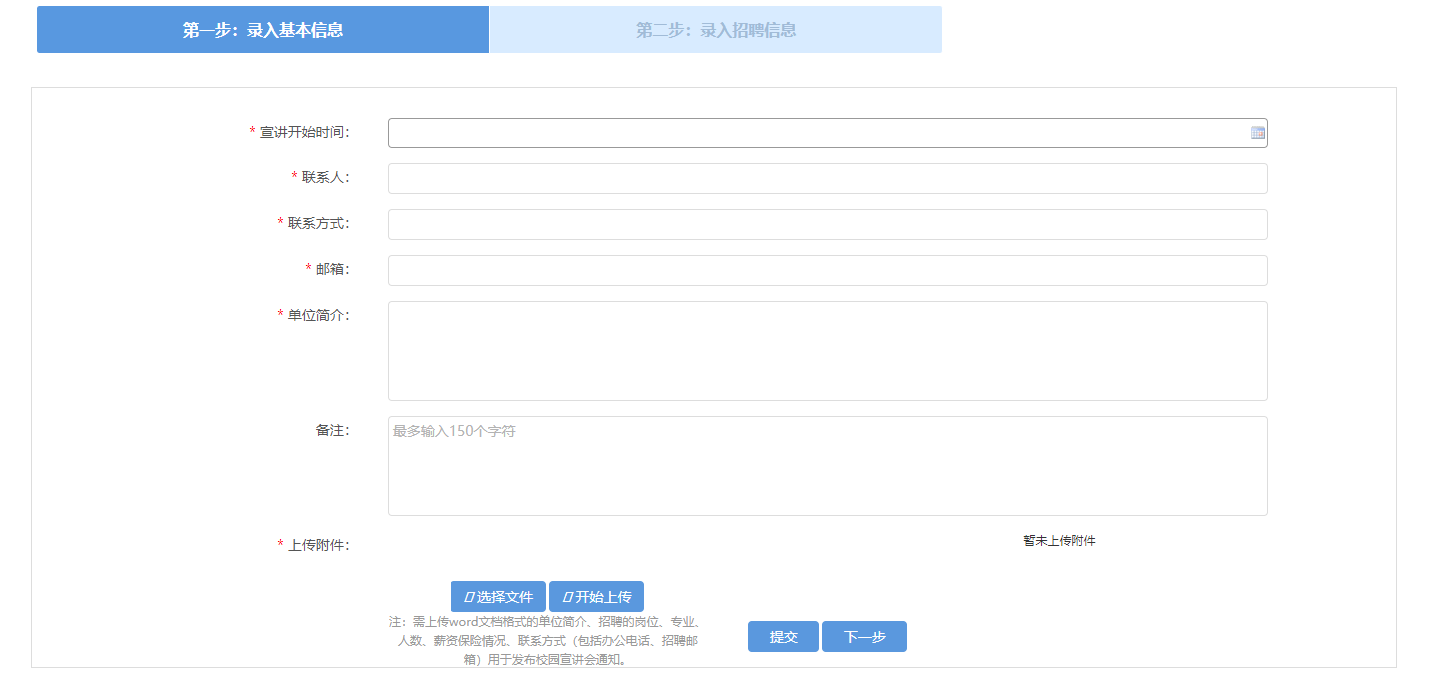 第一步：录入基本信息
第二步：录入招聘信息
* 宣讲开始时间：
* 联系人：
* 联系方式：
* 邮箱：
* 单位简介：
备注：
最多输入150个字符
* 上传附件：
暂未上传附件
选择文件
开始上传
注：需上传word文档格式的单位简介、招聘的岗位、专业、
人数、薪资保险情况、联系方式（包括办公电话、招聘邮
箱）用于发布校园宣讲会通知。
提交
下一步